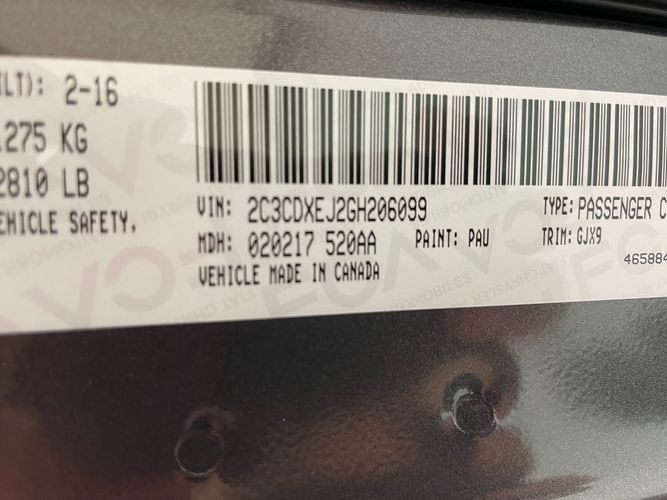 ILT): 2-16
.275 KG
2810 LB
EHICLE SAFETY,
VIN: 2C3CDXEJ2GH206099 TYPE: PASSENGER C
MDH: 020217 520AA PAINT: PAU TRIM: GJX9
VEHICLE MADE IN CANADA 465884